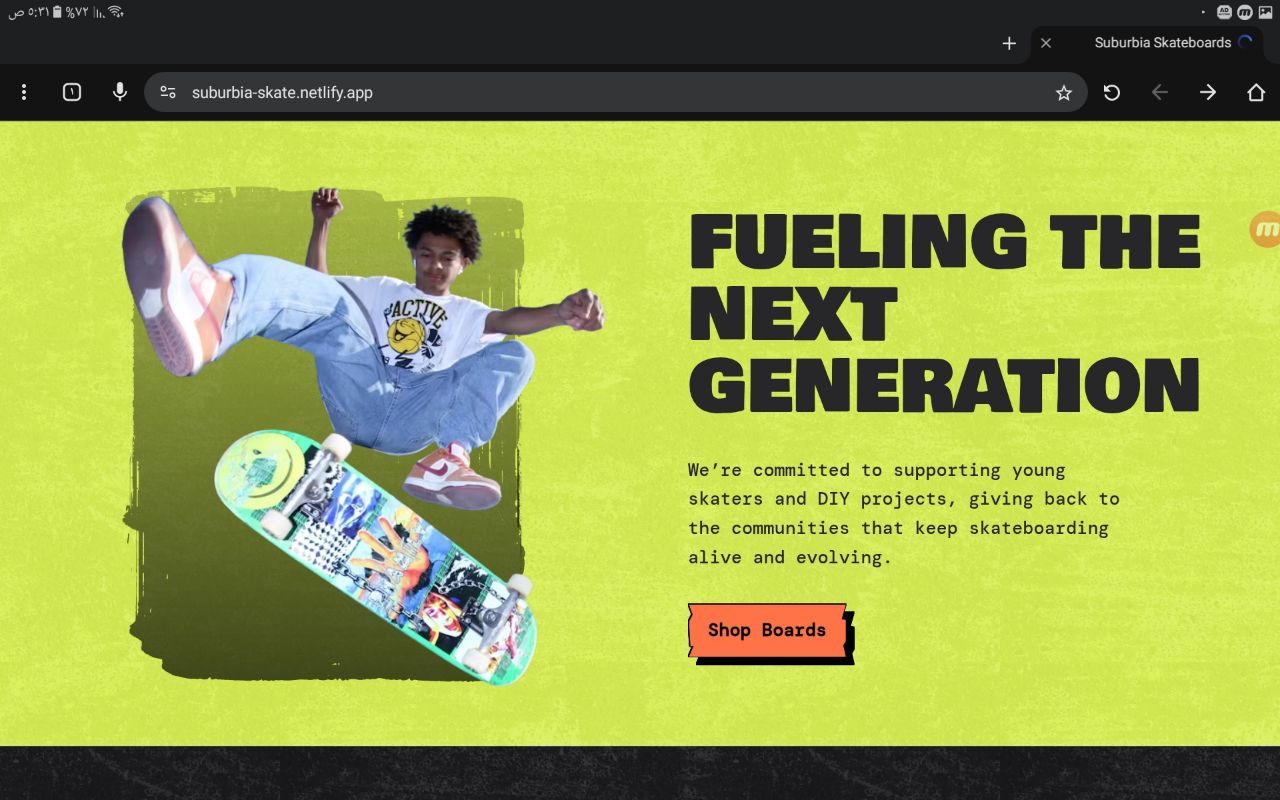 ٥:٣١ ص %٧٢
Suburbia Skateboards
١
suburbia-skate.netlify.app
FUELING THE
NEXT
GENERATION
ACTIVE
We’re committed to supporting young
skaters and DIY projects, giving back to
the communities that keep skateboarding
alive and evolving.
Shop Boards